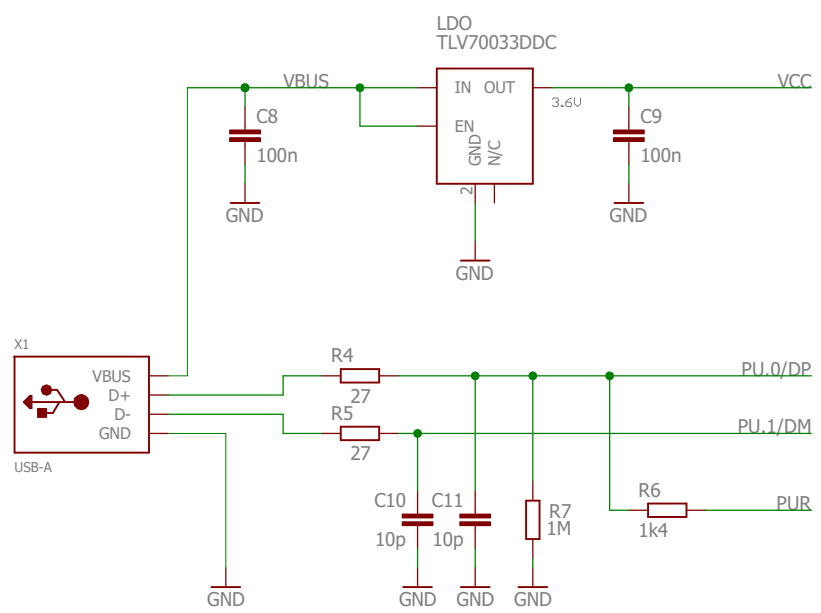 LDO
TLV70033DDC
VBUS
IN OUT
VCC
3.6V
C8
EN
C9
100n
GND
N/C
100n
2
GND
GND
GND
X1
R4
VBUS
PU.0/DP
D+
27
D-
R5
GND
PU.1/DM
27
USB-A
R6
C10
C11
R7
PUR
10p
10p
1M
1k4
GND
GND
GND
GND